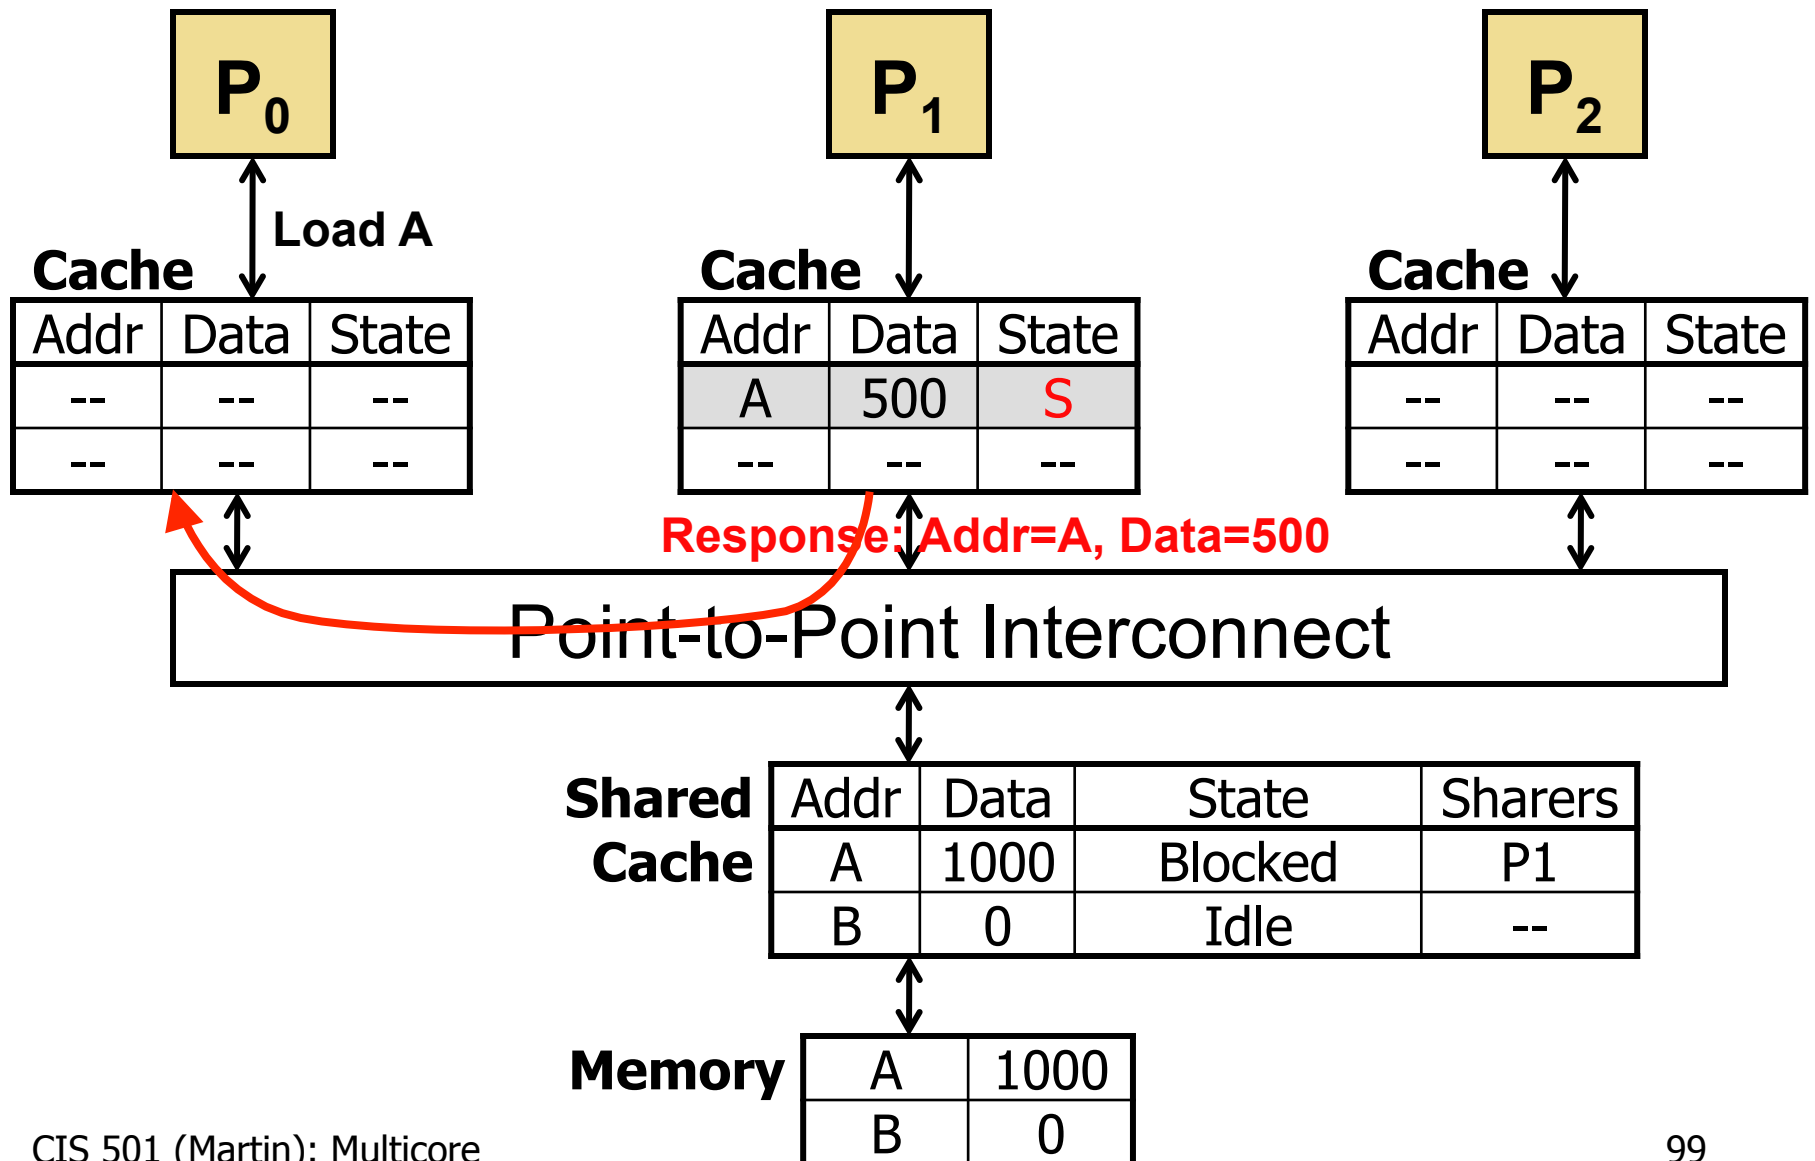 P0 P1 P2
Load A
Cache Cache Cache
Addr Data State Addr Data State Addr Data State
-- -- -- A 500 S -- -- --
-- -- -- -- -- -- -- -- --
Response: Addr=A, Data=500
Point-to-Point Interconnect
Shared Addr Data State Sharers
Cache A 1000 Blocked P1
B 0 Idle --
Memory A 1000
B 0
CIS 501 (Martin): Multicore 99